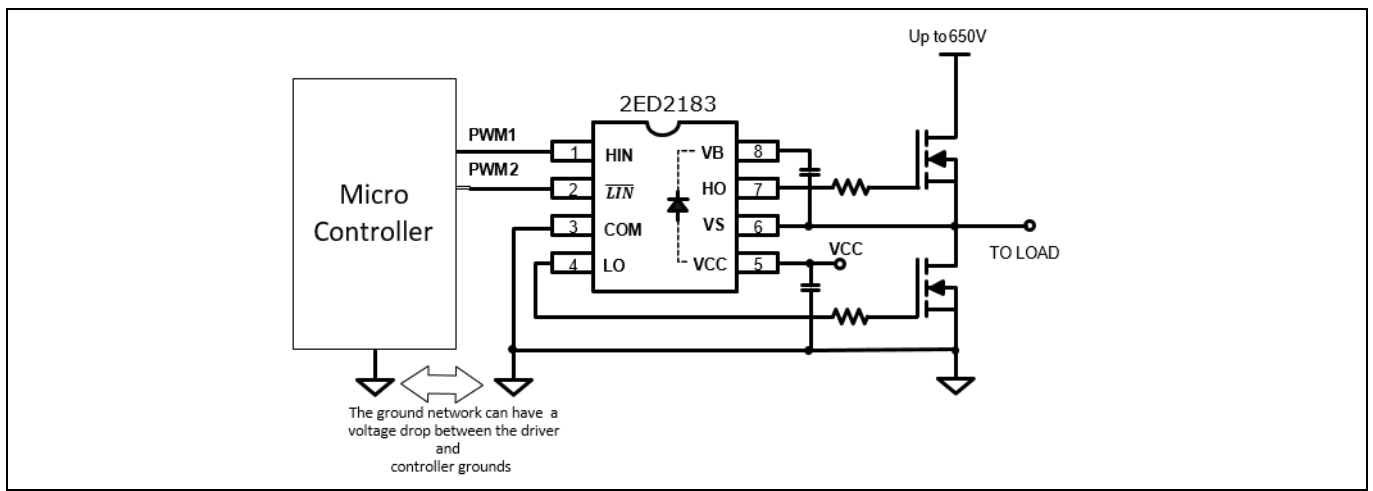 Up to 650V
2ED2183
PWM1
PWM2
Micro
Controller
1
HIN
VB
8
2
LIN
HO
7
3
COM
VS
6
4
LO
VCC
5
VCC
TO LOAD
The ground network can have a
voltage drop between the driver
and
controller grounds